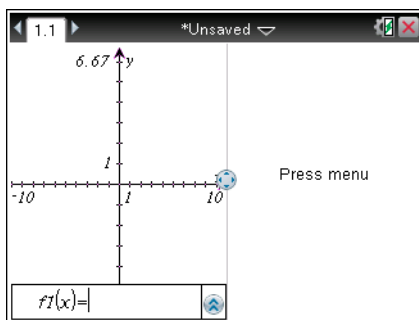 1.1 *Unsaved
6.67 y
1
-10 1 10
Press menu
f1(x)=